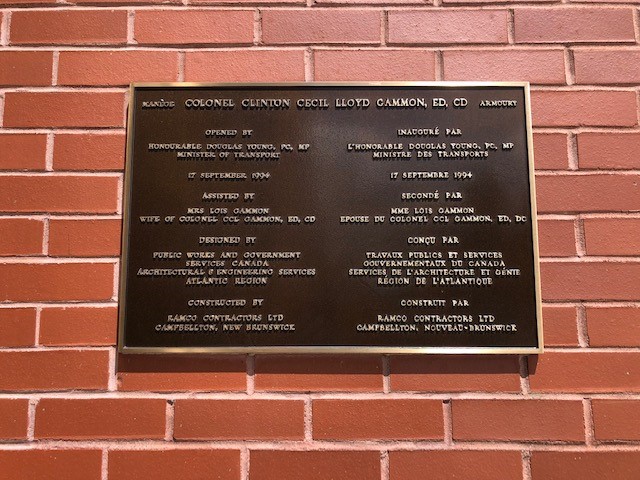 MANÈGE COLONEL CLINTON CECIL LLOYD GAMMON, ED, CD ARMOURY
OPENED BY
HONOURABLE DOUGLAS YOUNG, PC, MP
MINISTER OF TRANSPORT
17 SEPTEMBER 1994
ASSISTED BY
MRS LOIS GAMMON
WIFE OF COLONEL CCL GAMMON, ED, CD
DESIGNED BY
PUBLIC WORKS AND GOVERNMENT
SERVICES CANADA
ARCHITECTURAL & ENGINEERING SERVICES
ATLANTIC REGION
CONSTRUCTED BY
RAMCO CONTRACTORS LTD
CAMPBELLTON, NEW BRUNSWICK
INAUGURÉ PAR
L'HONORABLE DOUGLAS YOUNG, PC, MP
MINISTRE DES TRANSPORTS
17 SEPTEMBRE 1994
SECONDÉ PAR
MME LOIS GAMMON
EPOUSE DU COLONEL CCL GAMMON, ED, DC
CONÇU PAR
TRAVAUX PUBLICS ET SERVICES
GOUVERNEMENTAUX DU CANADA
SERVICES DE L'ARCHITECTURE ET GÉNIE
RÉGION DE L'ATLANTIQUE
CONSTRUIT PAR
RAMCO CONTRACTORS LTD
CAMPBELLTON, NOUVEAU-BRUNSWICK